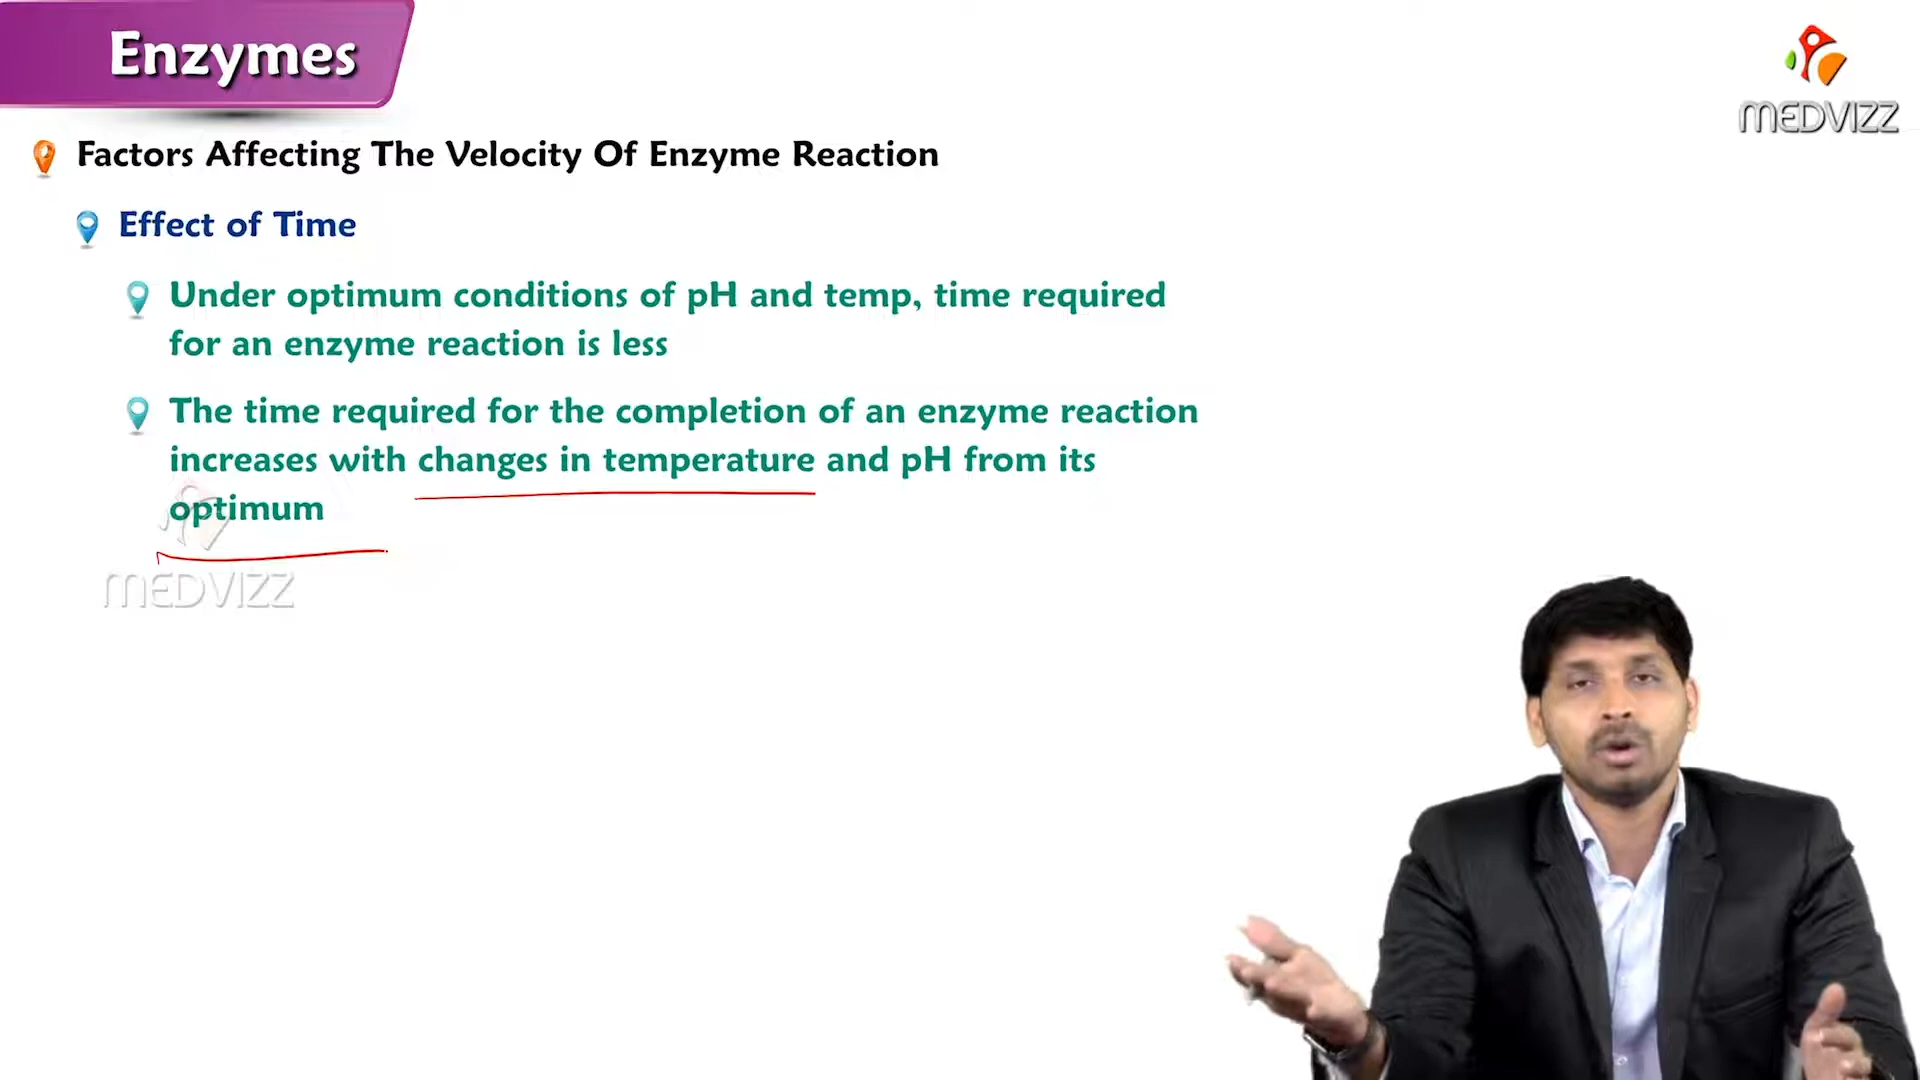 Enzymes
MEDVIZZ
Factors Affecting The Velocity Of Enzyme Reaction
Effect of Time
Under optimum conditions of pH and temp, time required
for an enzyme reaction is less
The time required for the completion of an enzyme reaction
increases with changes in temperature and pH from its
optimum
MEDVIZZ